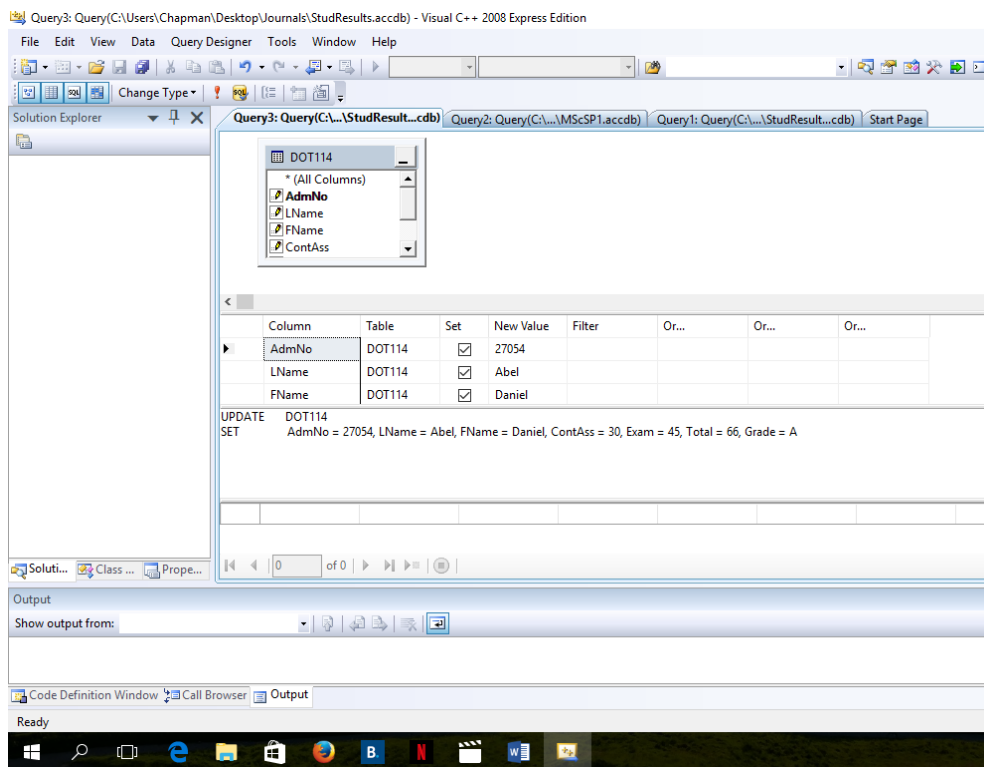 Query3: Query(C:\Users\Chapman\Desktop\Journals\StudResults.accdb) - Visual C++ 2008 Express Edition
File Edit View Data Query Designer Tools Window Help
SQL Change Type
Solution Explorer
Query3: Query(C:\...\StudResult...cdb) Query2: Query(C:\...\MScSP1.accdb) Query1: Query(C:\...\StudResult...cdb) Start Page
DOT114
* (All Columns)
AdmNo
LName
FName
ContAss
Column Table Set New Value Filter Or... Or... Or...
AdmNo DOT114 27054
LName DOT114 Abel
FName DOT114 Daniel
UPDATE DOT114
SET AdmNo = 27054, LName = Abel, FName = Daniel, ContAss = 30, Exam = 45, Total = 66, Grade = A
0 of 0
Soluti... Class ... Prope...
Output
Show output from:
Code Definition Window Call Browser Output
Ready
B. N W